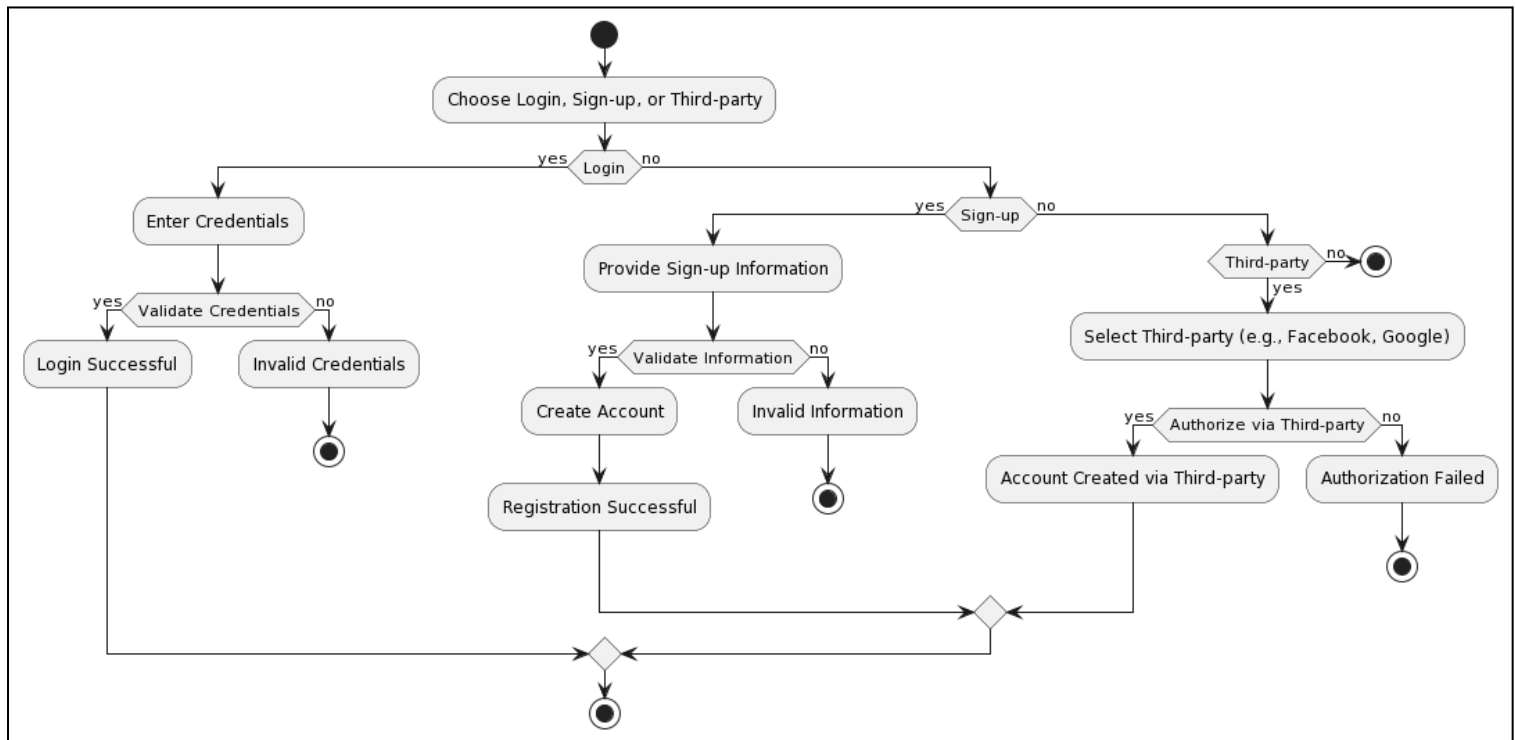 Choose Login, Sign-up, or Third-party
yes
Login
no
Enter Credentials
yes
Sign-up
no
Provide Sign-up Information
Third-party
no
yes
yes
Validate Credentials
no
Select Third-party (e.g., Facebook, Google)
Login Successful
Invalid Credentials
yes
Validate Information
no
Create Account
Invalid Information
yes
Authorize via Third-party
no
Account Created via Third-party
Authorization Failed
Registration Successful